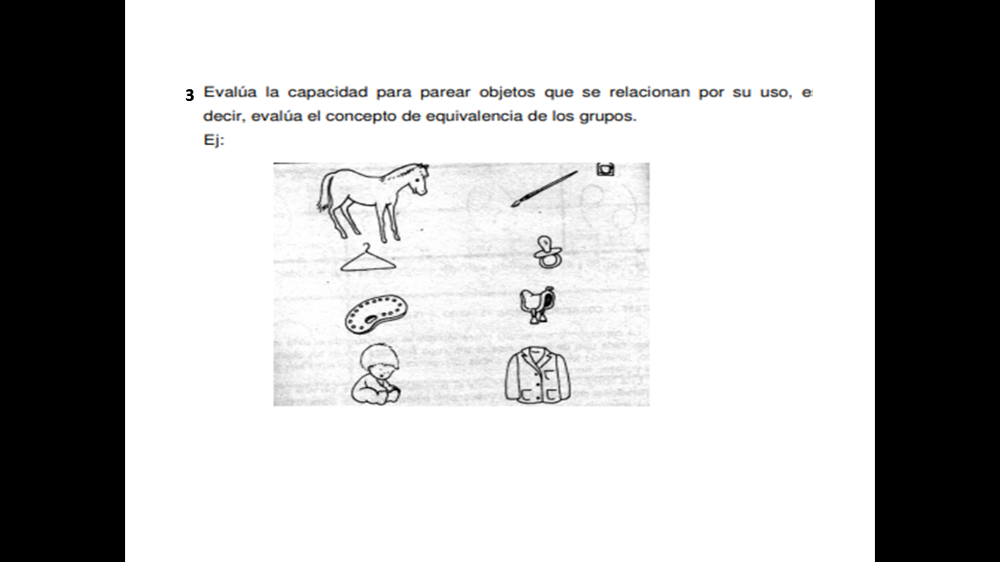 3 Evalúa la capacidad para parear objetos que se relacionan por su uso, e
decir, evalúa el concepto de equivalencia de los grupos.
Ej: